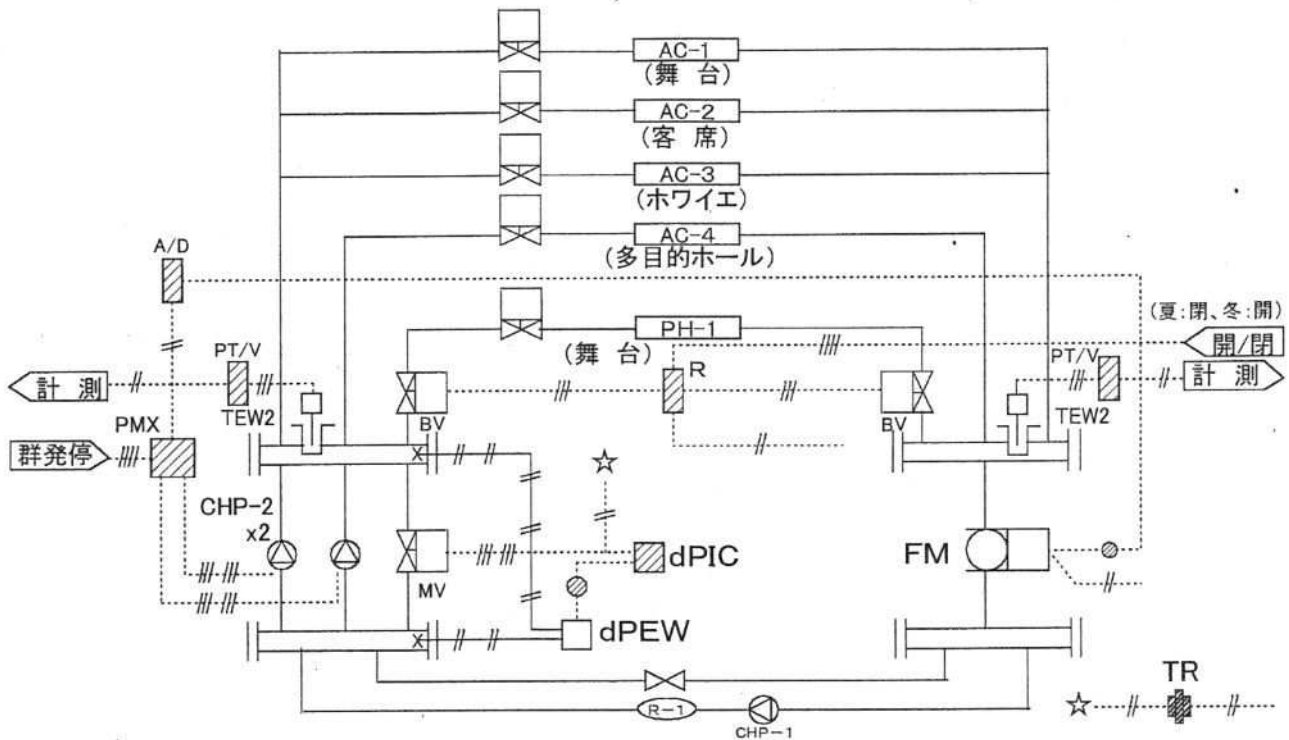 AC-1
(舞 台)
AC-2
(客 席)
AC-3
(ホワイエ)
AC-4
(多目的ホール)
A/D
(夏:閉、冬:開)
PH-1
(舞 台)
開/閉
PT/V
R
PT/V
計 測
計 測
TEW2
BV
BV
TEW2
PMX
群発停
CHP-2
x2
dPIC
FM
MV
dPEW
TR
R-1
CHP-1